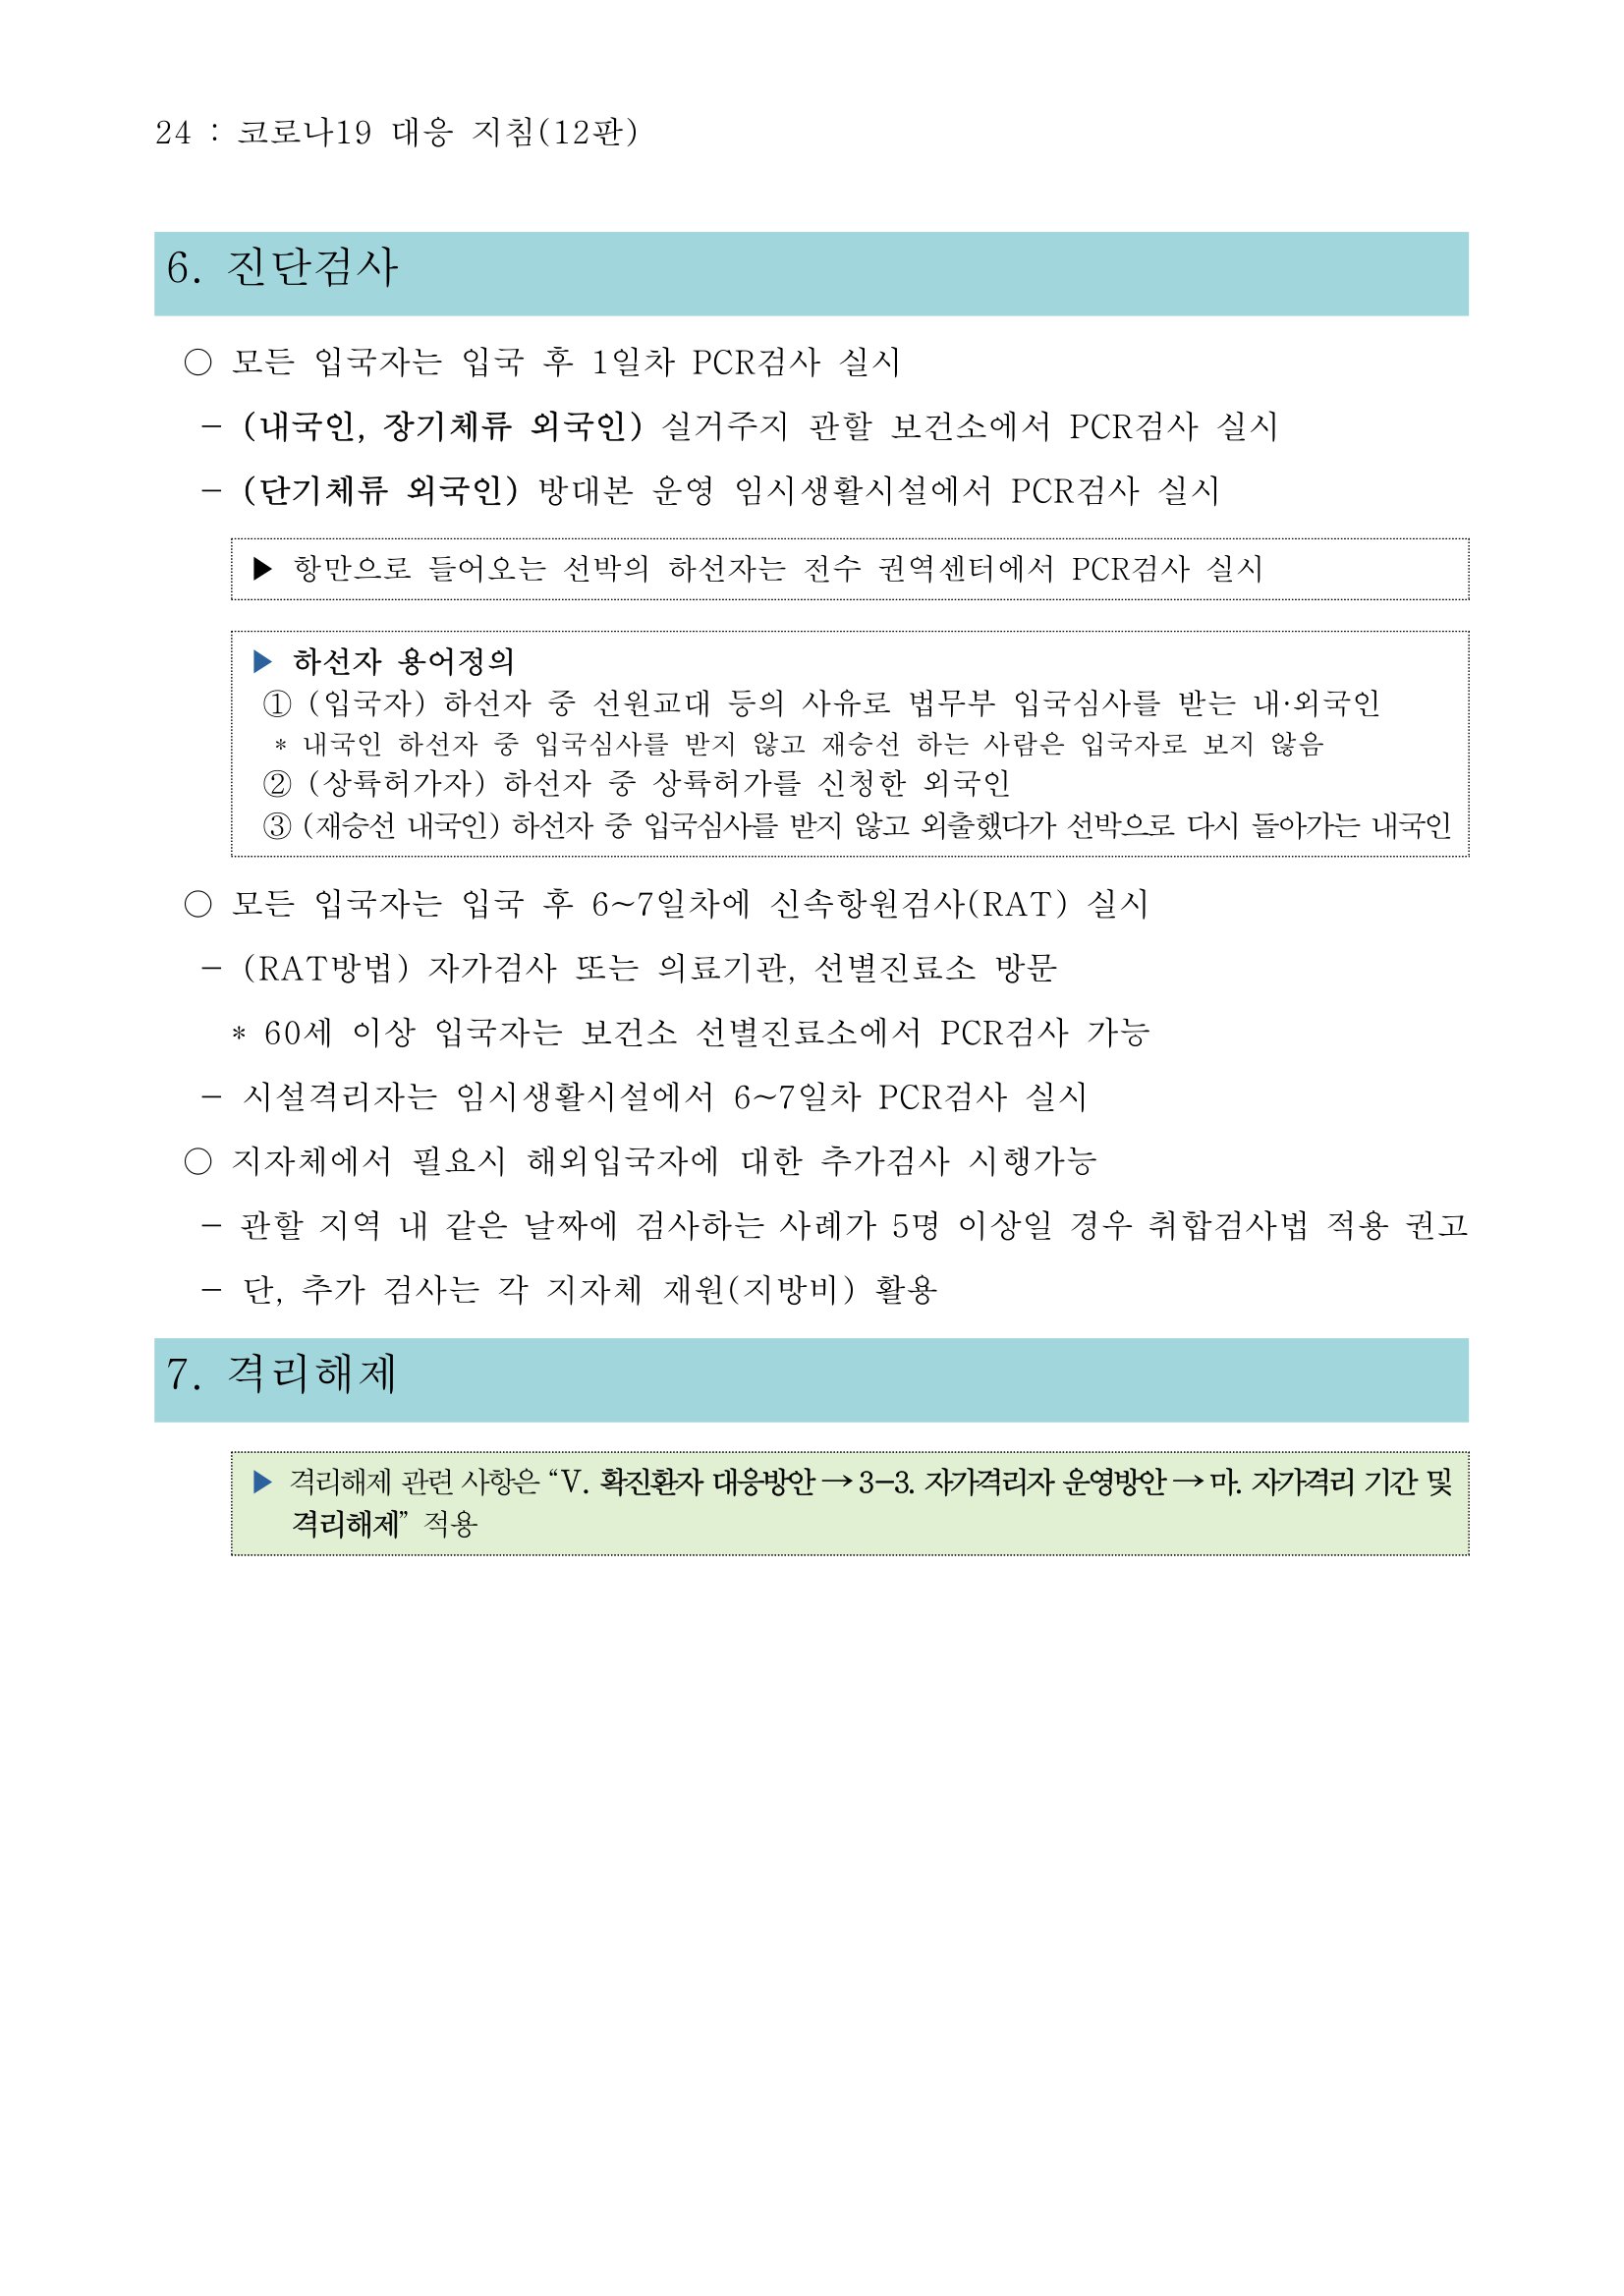 24 : 코로나19 대응 지침(12판)
6. 진단검사
○ 모든 입국자는 입국 후 1일차 PCR검사 실시
– (내국인, 장기체류 외국인) 실거주지 관할 보건소에서 PCR검사 실시
– (단기체류 외국인) 방대본 운영 임시생활시설에서 PCR검사 실시
▶ 항만으로 들어오는 선박의 하선자는 전수 권역센터에서 PCR검사 실시
▶ 하선자 용어정의
① (입국자) 하선자 중 선원교대 등의 사유로 법무부 입국심사를 받는 내·외국인
* 내국인 하선자 중 입국심사를 받지 않고 재승선 하는 사람은 입국자로 보지 않음
② (상륙허가자) 하선자 중 상륙허가를 신청한 외국인
③ (재승선 내국인) 하선자 중 입국심사를 받지 않고 외출했다가 선박으로 다시 돌아가는 내국인
○ 모든 입국자는 입국 후 6~7일차에 신속항원검사(RAT) 실시
– (RAT방법) 자가검사 또는 의료기관, 선별진료소 방문
* 60세 이상 입국자는 보건소 선별진료소에서 PCR검사 가능
– 시설격리자는 임시생활시설에서 6~7일차 PCR검사 실시
○ 지자체에서 필요시 해외입국자에 대한 추가검사 시행가능
– 관할 지역 내 같은 날짜에 검사하는 사례가 5명 이상일 경우 취합검사법 적용 권고
– 단, 추가 검사는 각 지자체 재원(지방비) 활용
7. 격리해제
▶ 격리해제 관련 사항은 “V. 확진환자 대응방안 → 3–3. 자가격리자 운영방안 → 마. 자가격리 기간 및
격리해제” 적용